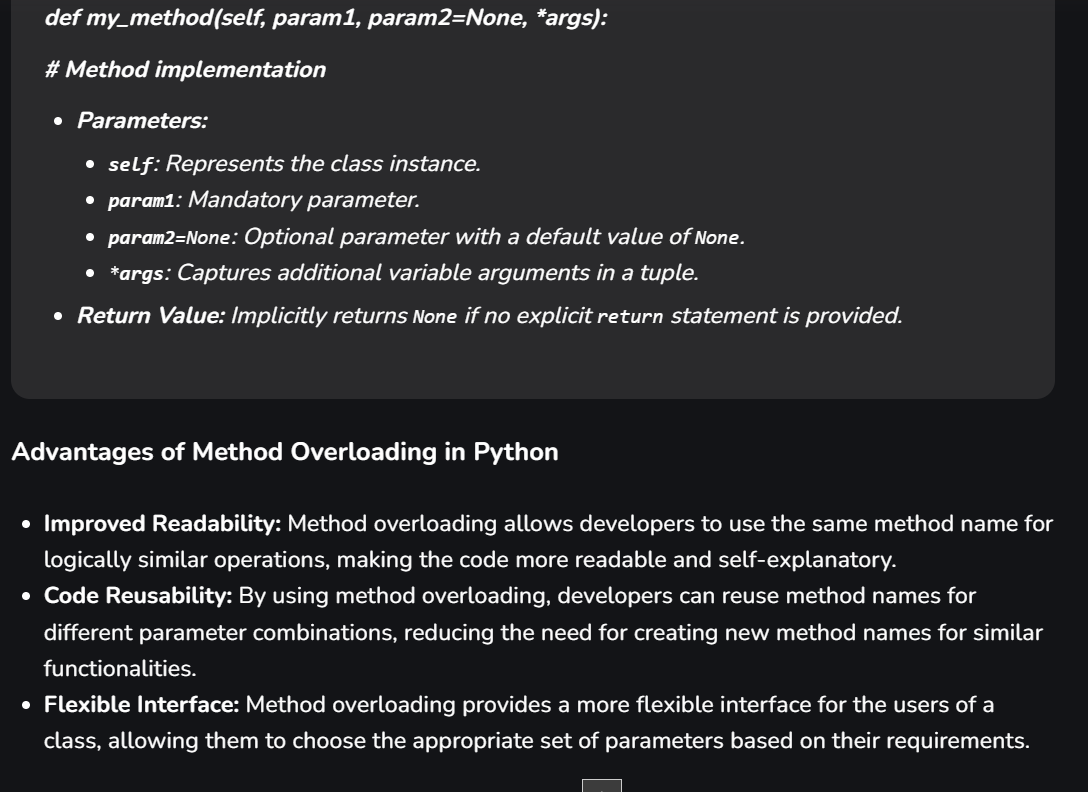 def my_method(self, param1, param2=None, *args):
# Method implementation
• Parameters:
• self: Represents the class instance.
• param1: Mandatory parameter.
• param2=None: Optional parameter with a default value of None.
• *args: Captures additional variable arguments in a tuple.
• Return Value: Implicitly returns None if no explicit return statement is provided.
Advantages of Method Overloading in Python
• Improved Readability: Method overloading allows developers to use the same method name for
logically similar operations, making the code more readable and self-explanatory.
• Code Reusability: By using method overloading, developers can reuse method names for
different parameter combinations, reducing the need for creating new method names for similar
functionalities.
• Flexible Interface: Method overloading provides a more flexible interface for the users of a
class, allowing them to choose the appropriate set of parameters based on their requirements.